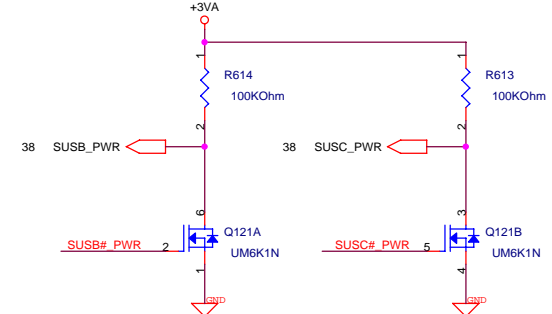 +3VA
1
R614
100KOhm
2
1
R613
100KOhm
2
38 SUSB_PWR
38 SUSC_PWR
6
Q121A
UM6K1N
SUSB#_PWR 2
1
GND
3
Q121B
UM6K1N
SUSC#_PWR 5
4
GND